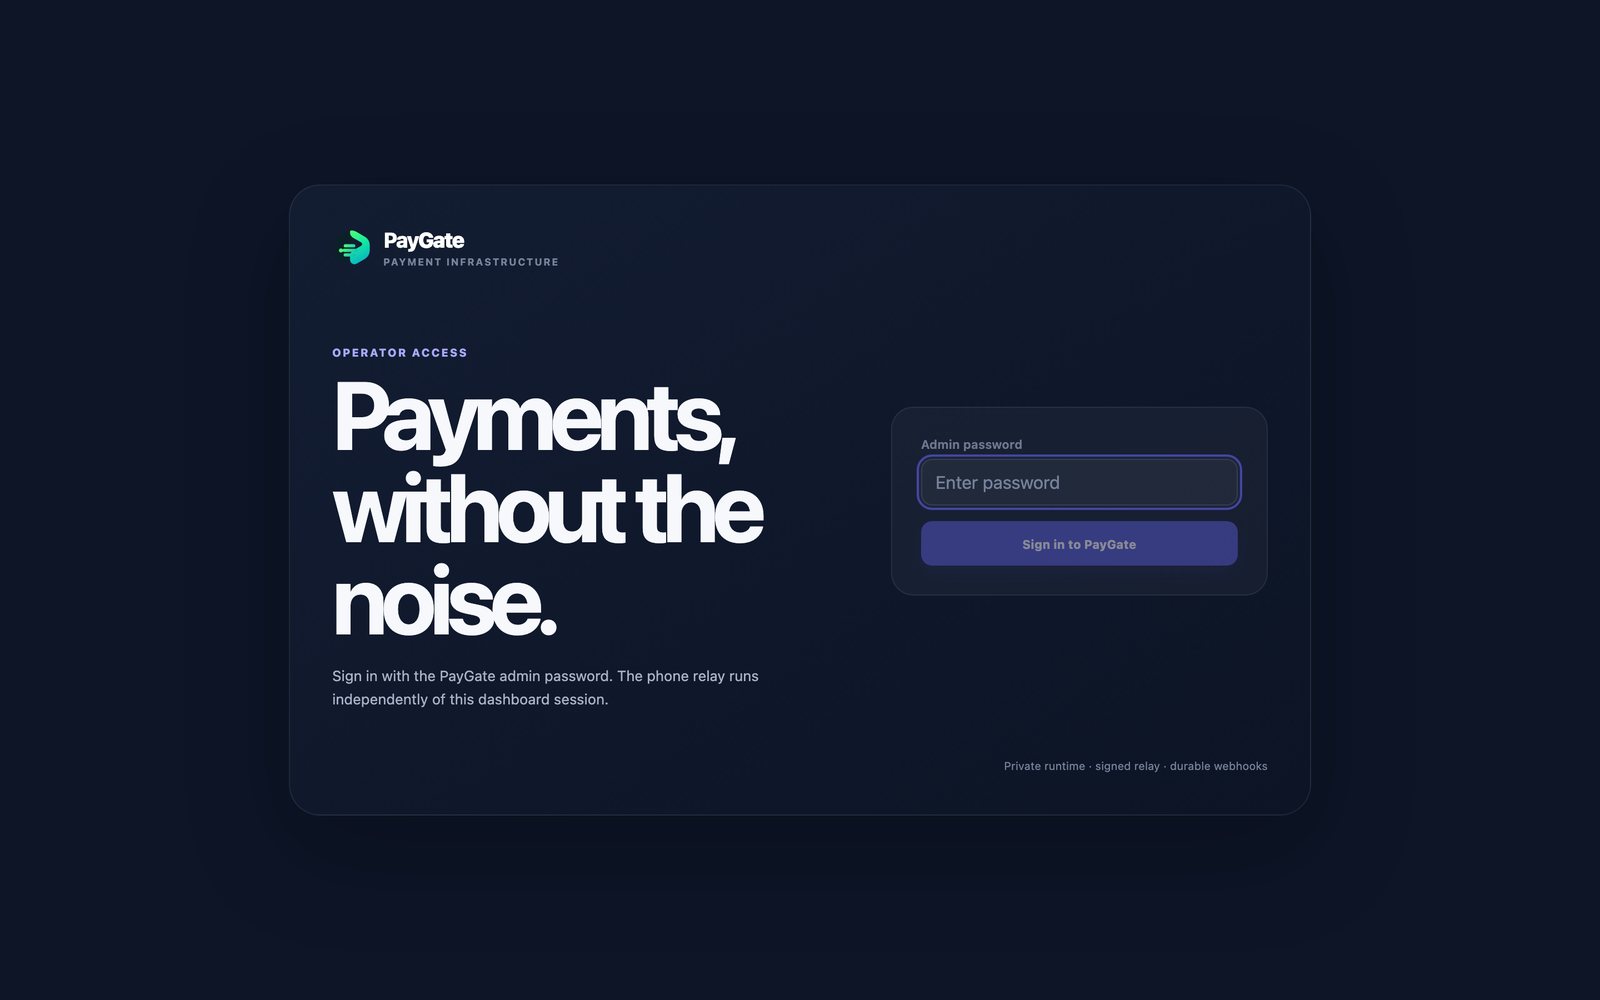 PayGate
PAYMENT INFRASTRUCTURE
OPERATOR ACCESS
Payments,
without the
noise.
Sign in with the PayGate admin password. The phone relay runs
independently of this dashboard session.
Admin password
Enter password
Sign in to PayGate
Private runtime · signed relay · durable webhooks